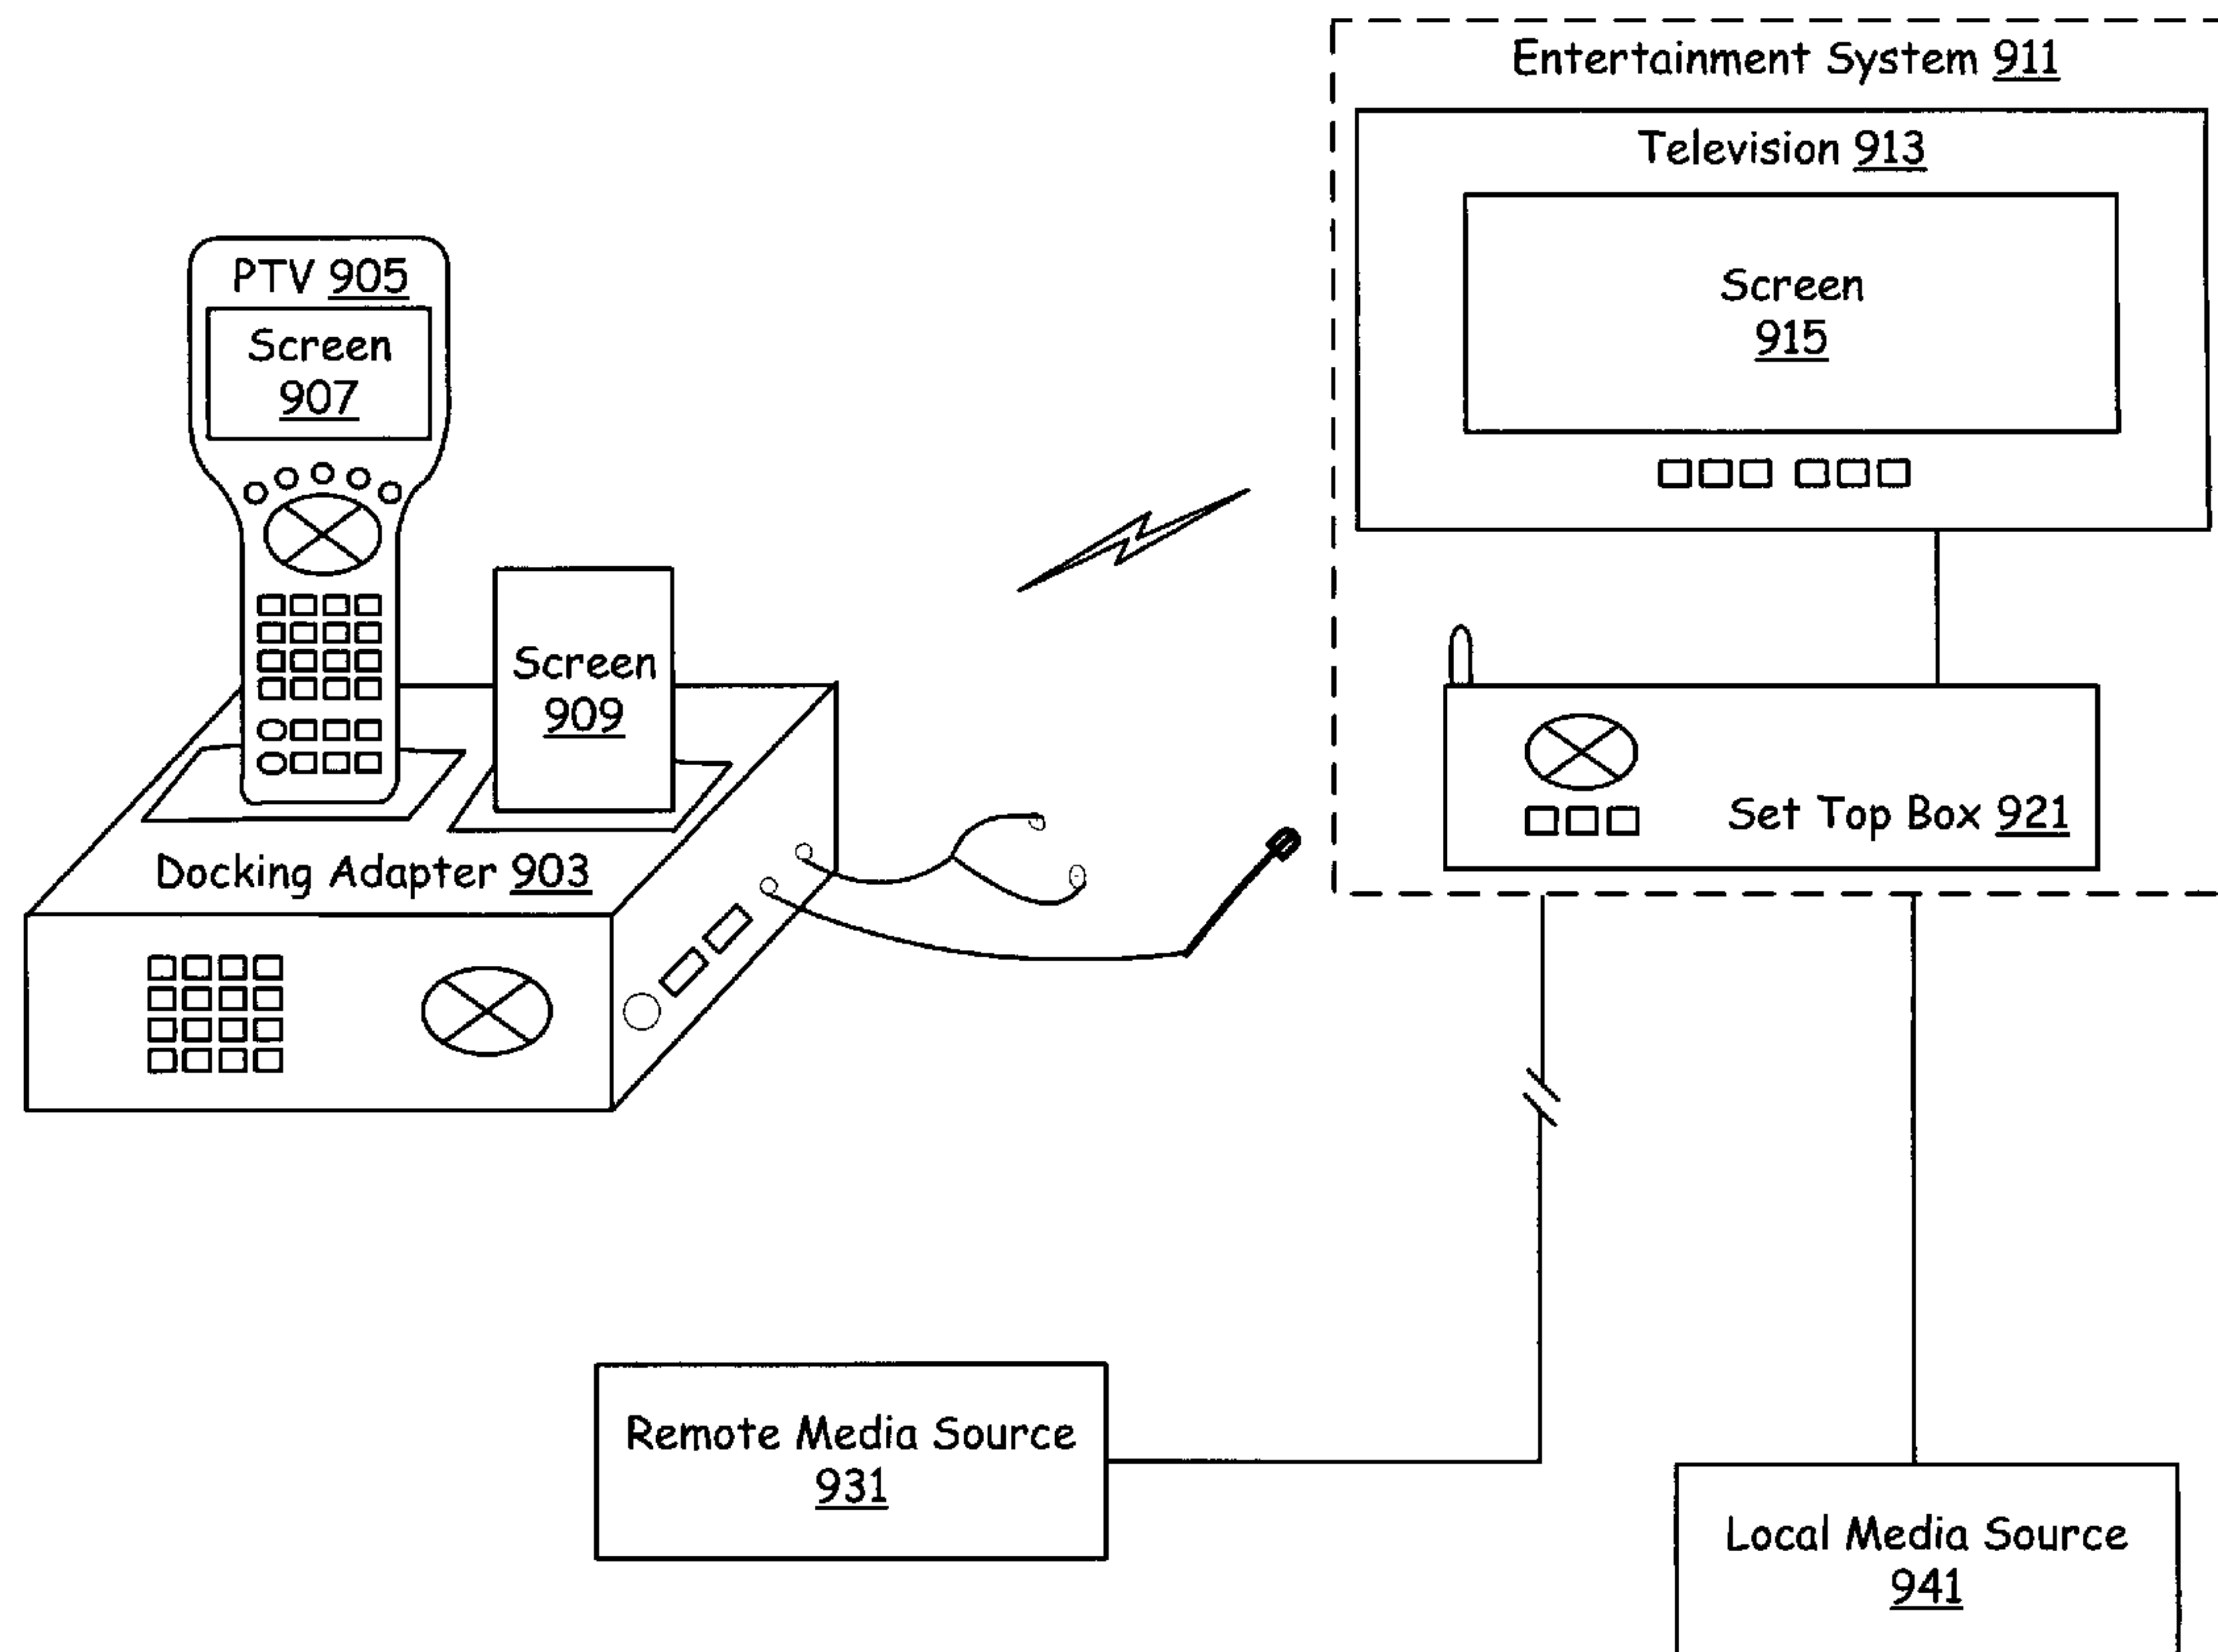 Entertainment System 911
Television 913
Screen
915
PTV 905
Screen
907
Screen
909
Docking Adapter 903
Set Top Box 921
Remote Media Source
931
Local Media Source
941